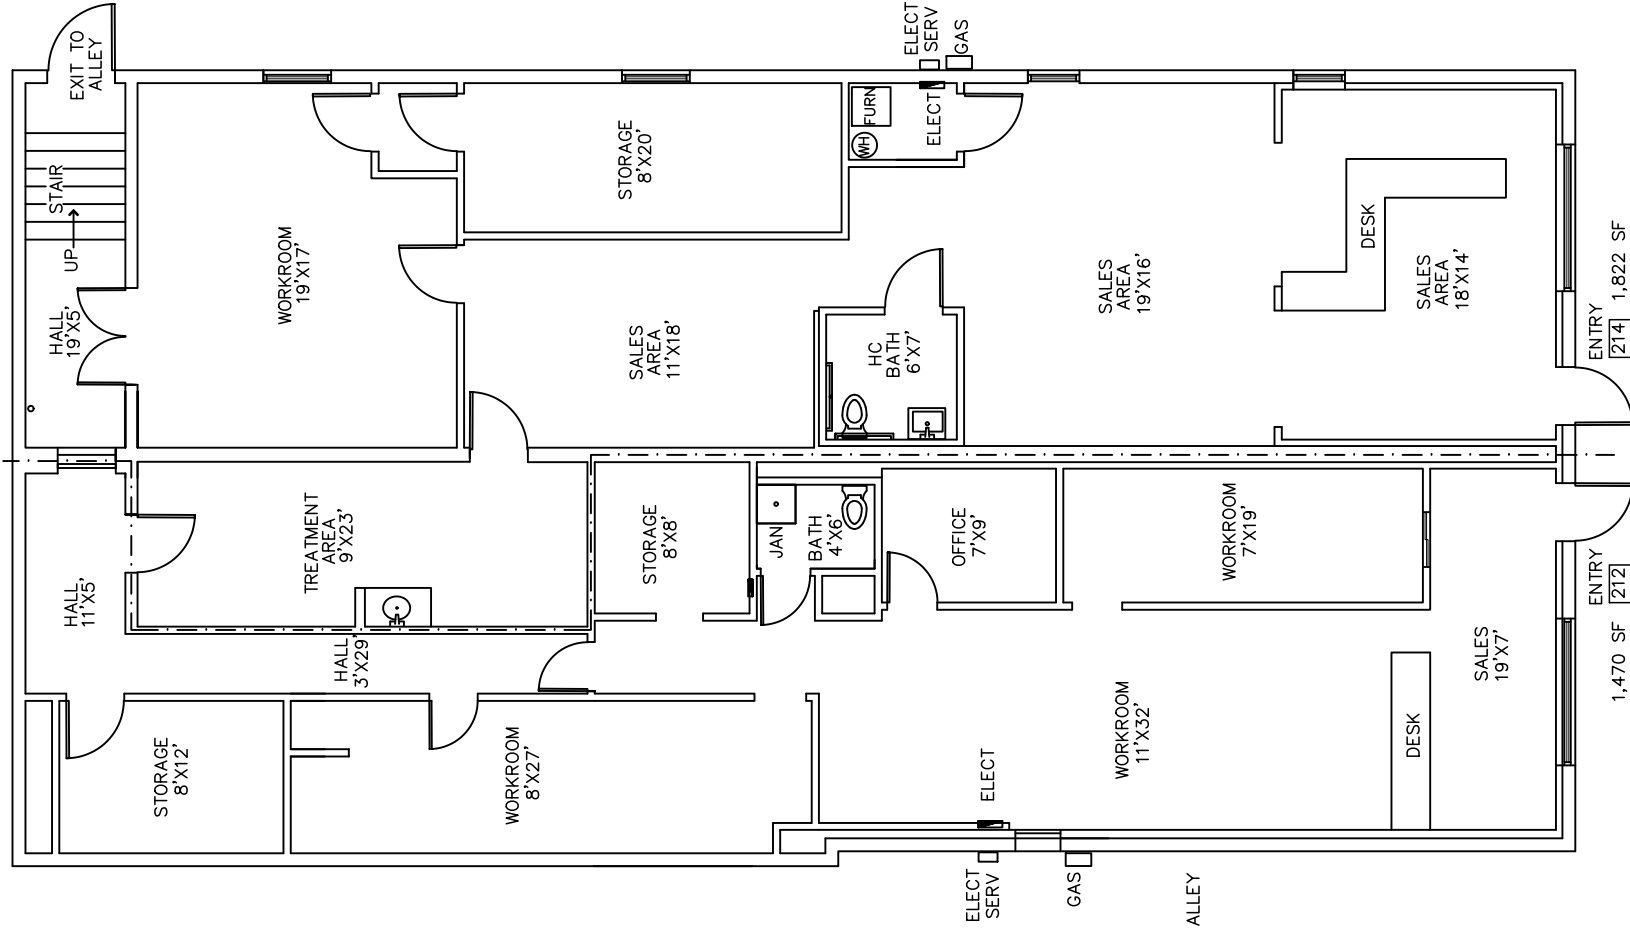 EXIT TO
ALLEY
STAIR
UP
HALL
19'X5'
WORKROOM
19'X17'
STORAGE
8'X20'
ELECT
SERV
GAS
FURN
WH
ELECT
SALES
AREA
11'X18'
HC
BATH
6'X7'
SALES
AREA
19'X16'
DESK
SALES
AREA
18'X14'
ENTRY
214
1,822 SF
HALL
11'X5'
TREATMENT
AREA
9'X23'
HALL
3'X29'
STORAGE
8'X8'
JAN
BATH
4'X6'
OFFICE
7'X9'
WORKROOM
7'X19'
ENTRY
212
1,470 SF
SALES
19'X7'
STORAGE
8'X12'
WORKROOM
8'X27'
ELECT
WORKROOM
11'X32'
DESK
ELECT
SERV
GAS
ALLEY